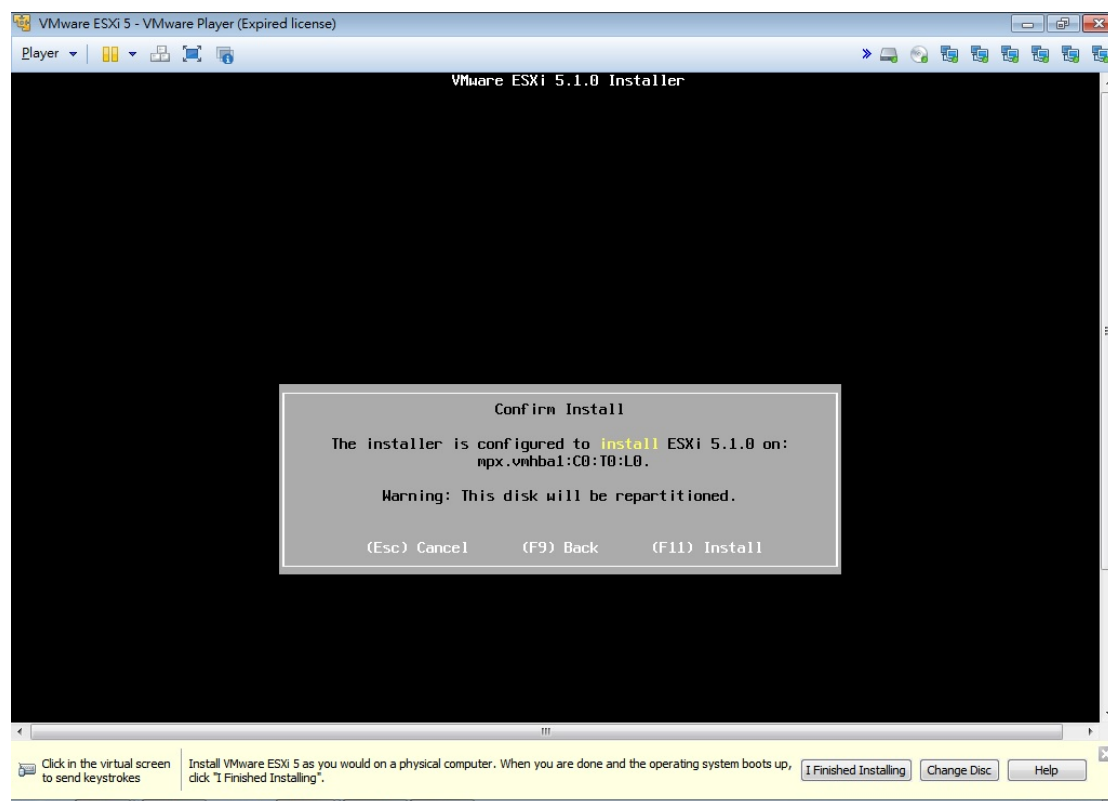 VMware ESXi 5 - VMware Player (Expired license)
Player
VMware ESXi 5.1.0 Installer
Confirm Install
The installer is configured to install ESXi 5.1.0 on:
mpx.vmhba1:C0:T0:L0.
Warning: This disk will be repartitioned.
(Esc) Cancel (F9) Back (F11) Install
Click in the virtual screen
to send keystrokes
Install VMware ESXi 5 as you would on a physical computer. When you are done and the operating system boots up,
click "I Finished Installing".
I Finished Installing Change Disc Help